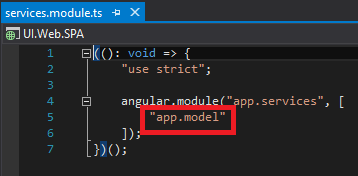 services.module.ts
UI.Web.SPA
1 ((): void => {
2 "use strict";
3
4 angular.module("app.services", [
5 "app.model"
6 ]);
7 })();